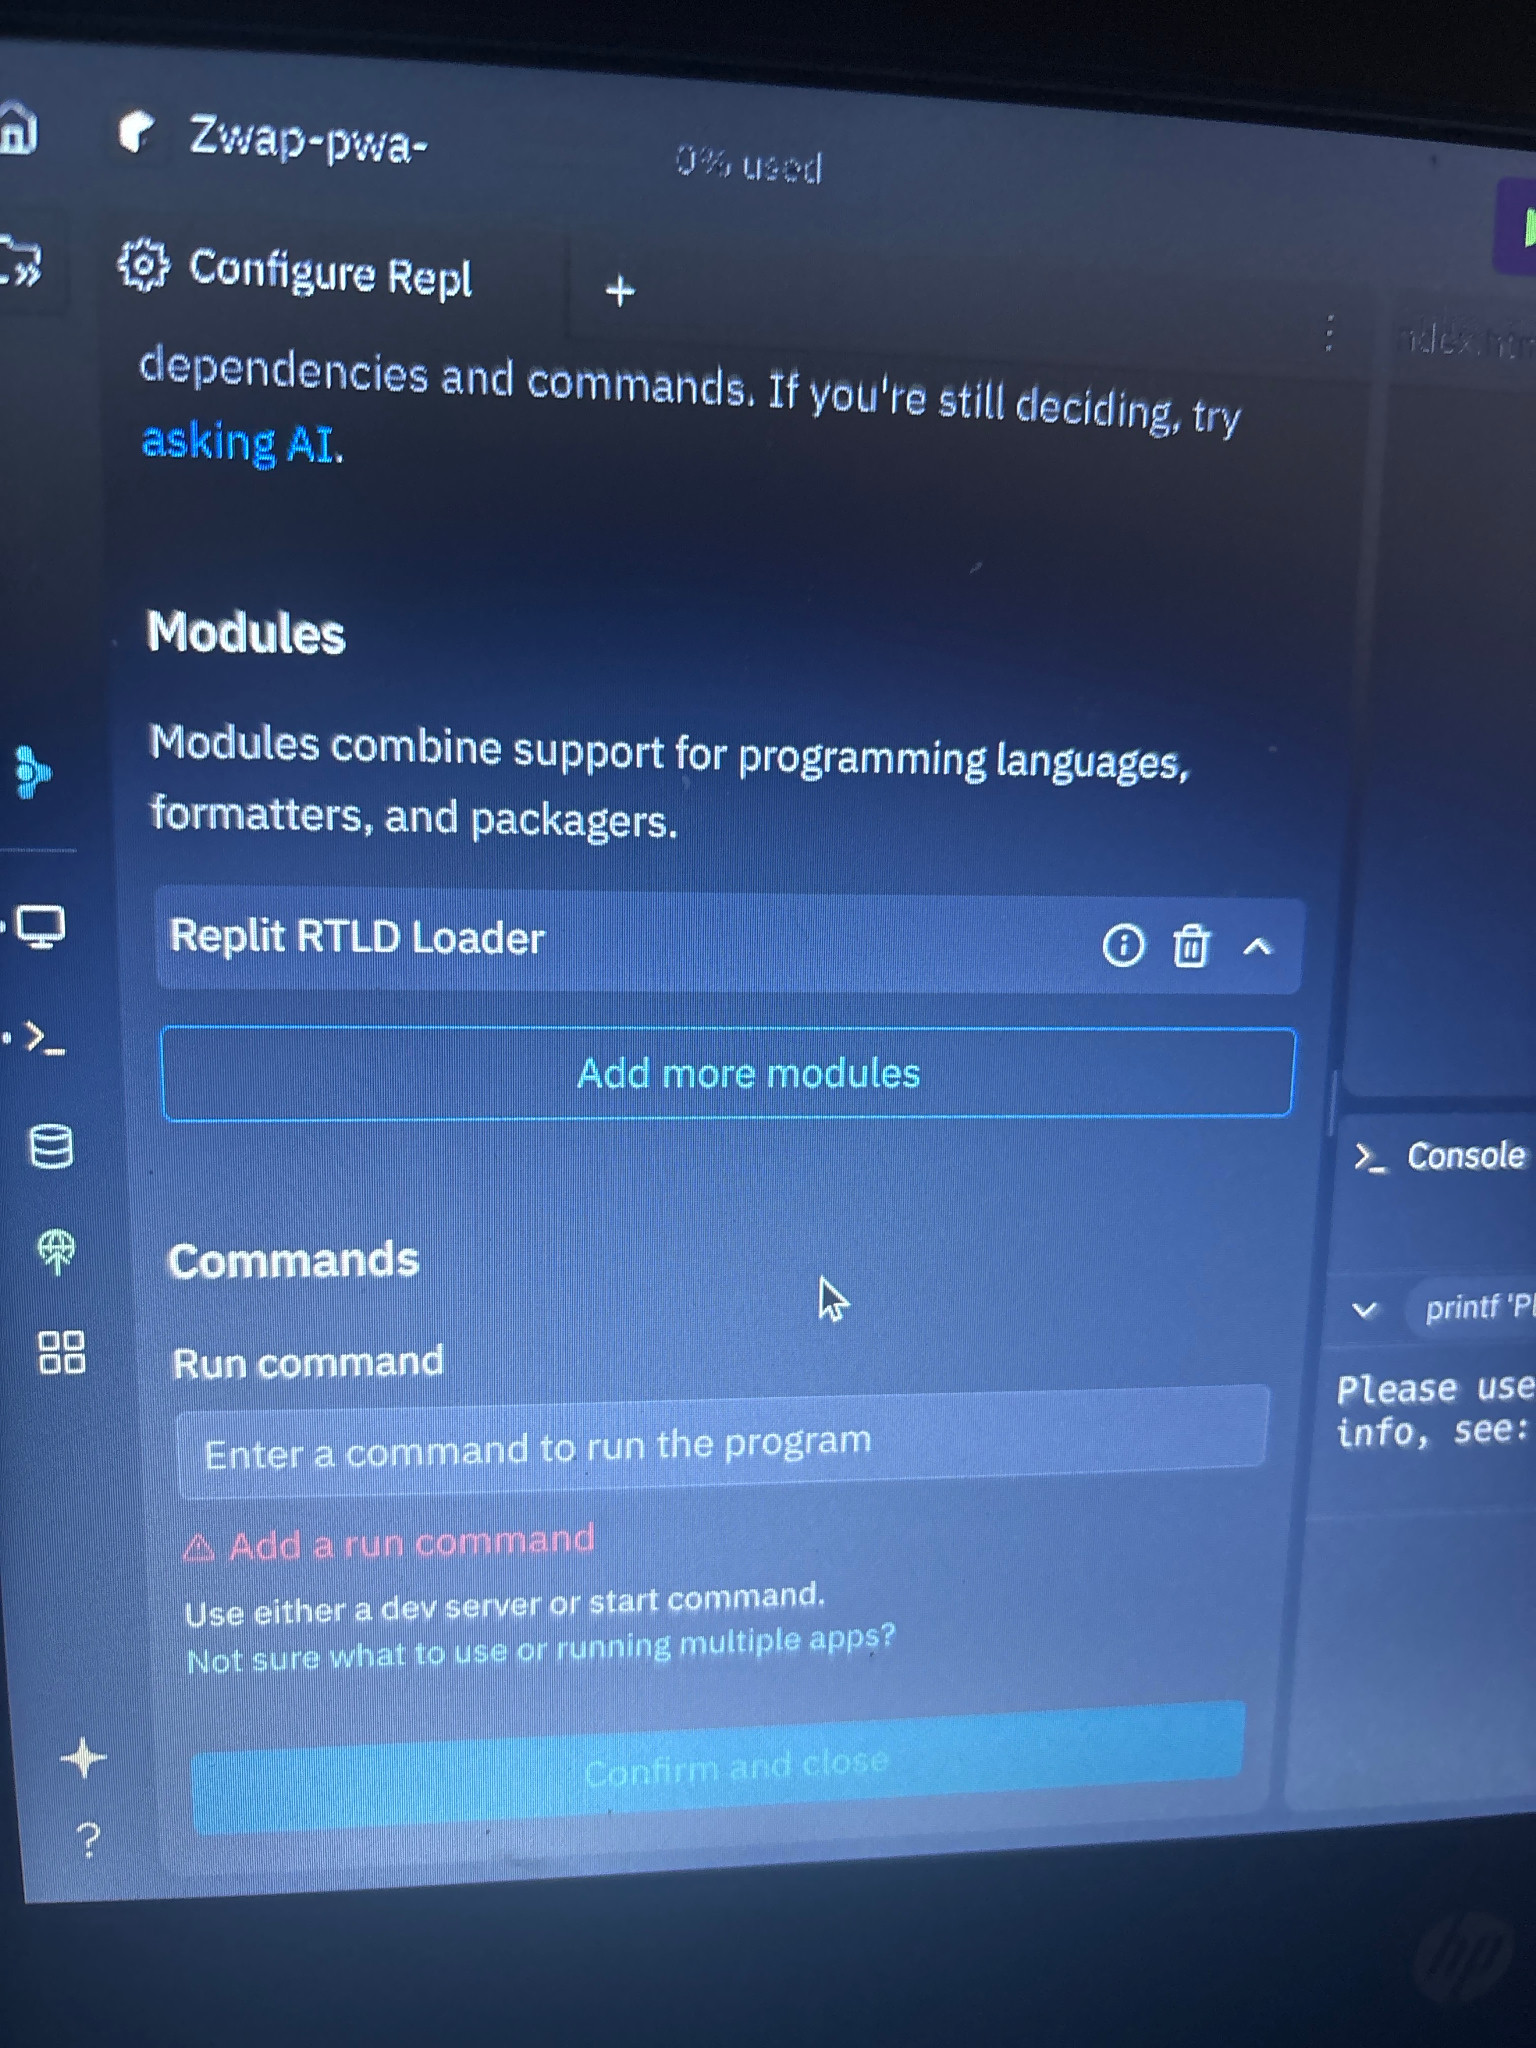 Zwap-pwa-
0% used
Configure Repl
+
dependencies and commands. If you're still deciding, try
asking AI.
Modules
Modules combine support for programming languages,
formatters, and packagers.
Replit RTLD Loader
Add more modules
Commands
Run command
Enter a command to run the program
Add a run command
Use either a dev server or start command.
Not sure what to use or running multiple apps?
Confirm and close
?
>_ Console
printf 'Pl
Please use
info, see:
hp